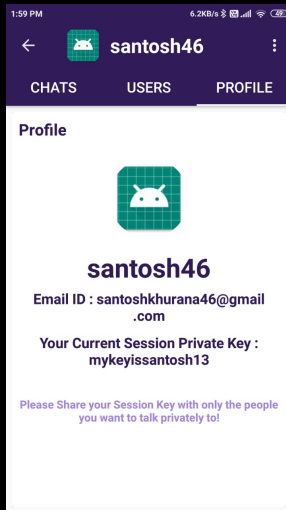 1:59 PM
6.2KB/s 49
santosh46
CHATS USERS PROFILE
Profile
santosh46
Email ID : santoshkhurana46@gmail
.com
Your Current Session Private Key :
mykeyissantosh13
Please Share your Session Key with only the people
you want to talk privately to!